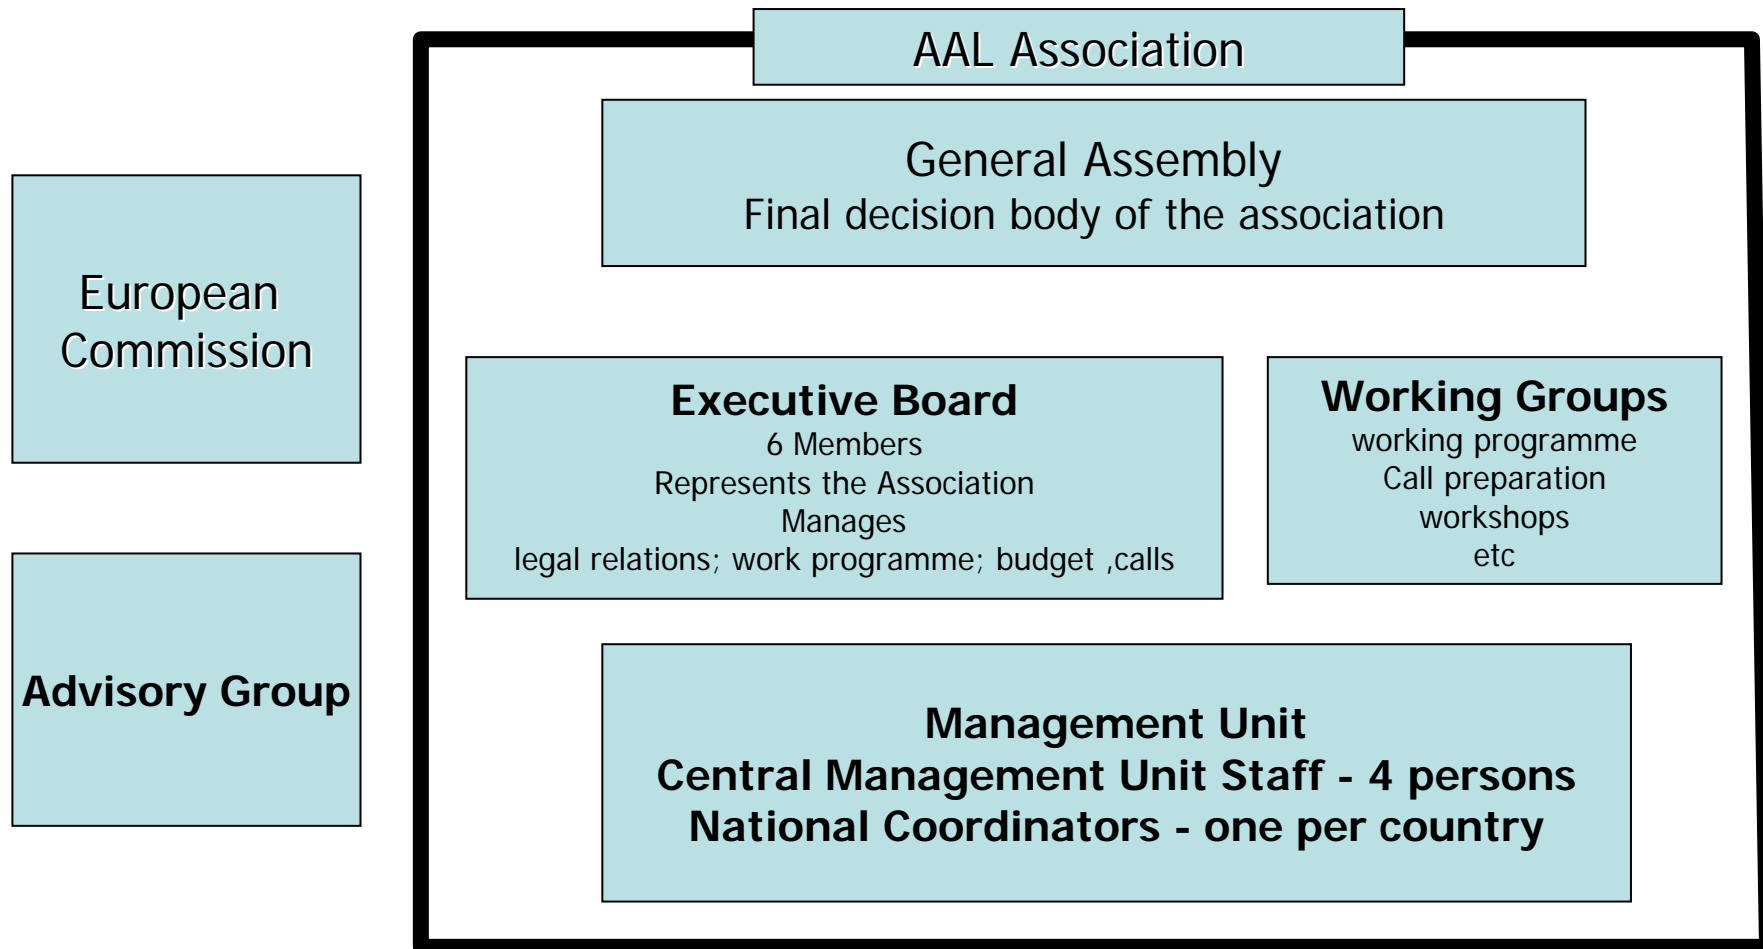 AAL Association
General Assembly
Final decision body of the association
European
Commission
Executive Board
6 Members
Represents the Association
Manages
legal relations; work programme; budget ,calls
Working Groups
working programme
Call preparation
workshops
etc
Advisory Group
Management Unit
Central Management Unit Staff - 4 persons
National Coordinators - one per country